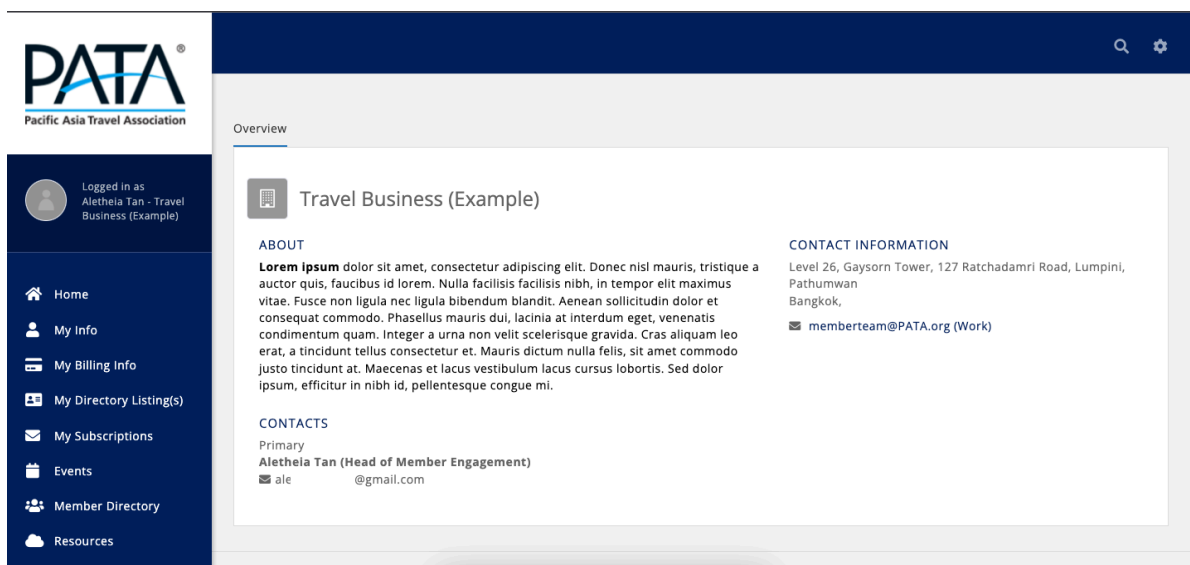 PATA®
Pacific Asia Travel Association
Logged in as
Aletheia Tan - Travel
Business (Example)
Home
My Info
My Billing Info
My Directory Listing(s)
My Subscriptions
Events
Member Directory
Resources
Overview
Travel Business (Example)
ABOUT
Lorem ipsum dolor sit amet, consectetur adipiscing elit. Donec nisl mauris, tristique a
auctor quis, faucibus id lorem. Nulla facilisis facilisis nibh, in tempor elit maximus
vitae. Fusce non ligula nec ligula bibendum blandit. Aenean sollicitudin dolor et
consequat commodo. Phasellus mauris dui, lacinia at interdum eget, venenatis
condimentum quam. Integer a urna non velit scelerisque gravida. Cras aliquam leo
erat, a tincidunt tellus consectetur et. Mauris dictum nulla felis, sit amet commodo
justo tincidunt at. Maecenas et lacus vestibulum lacus cursus lobortis. Sed dolor
ipsum, efficitur in nibh id, pellentesque congue mi.
CONTACTS
Primary
Aletheia Tan (Head of Member Engagement)
ale @gmail.com
CONTACT INFORMATION
Level 26, Gaysorn Tower, 127 Ratchadamri Road, Lumpini,
Pathumwan
Bangkok,
memberteam@PATA.org (Work)